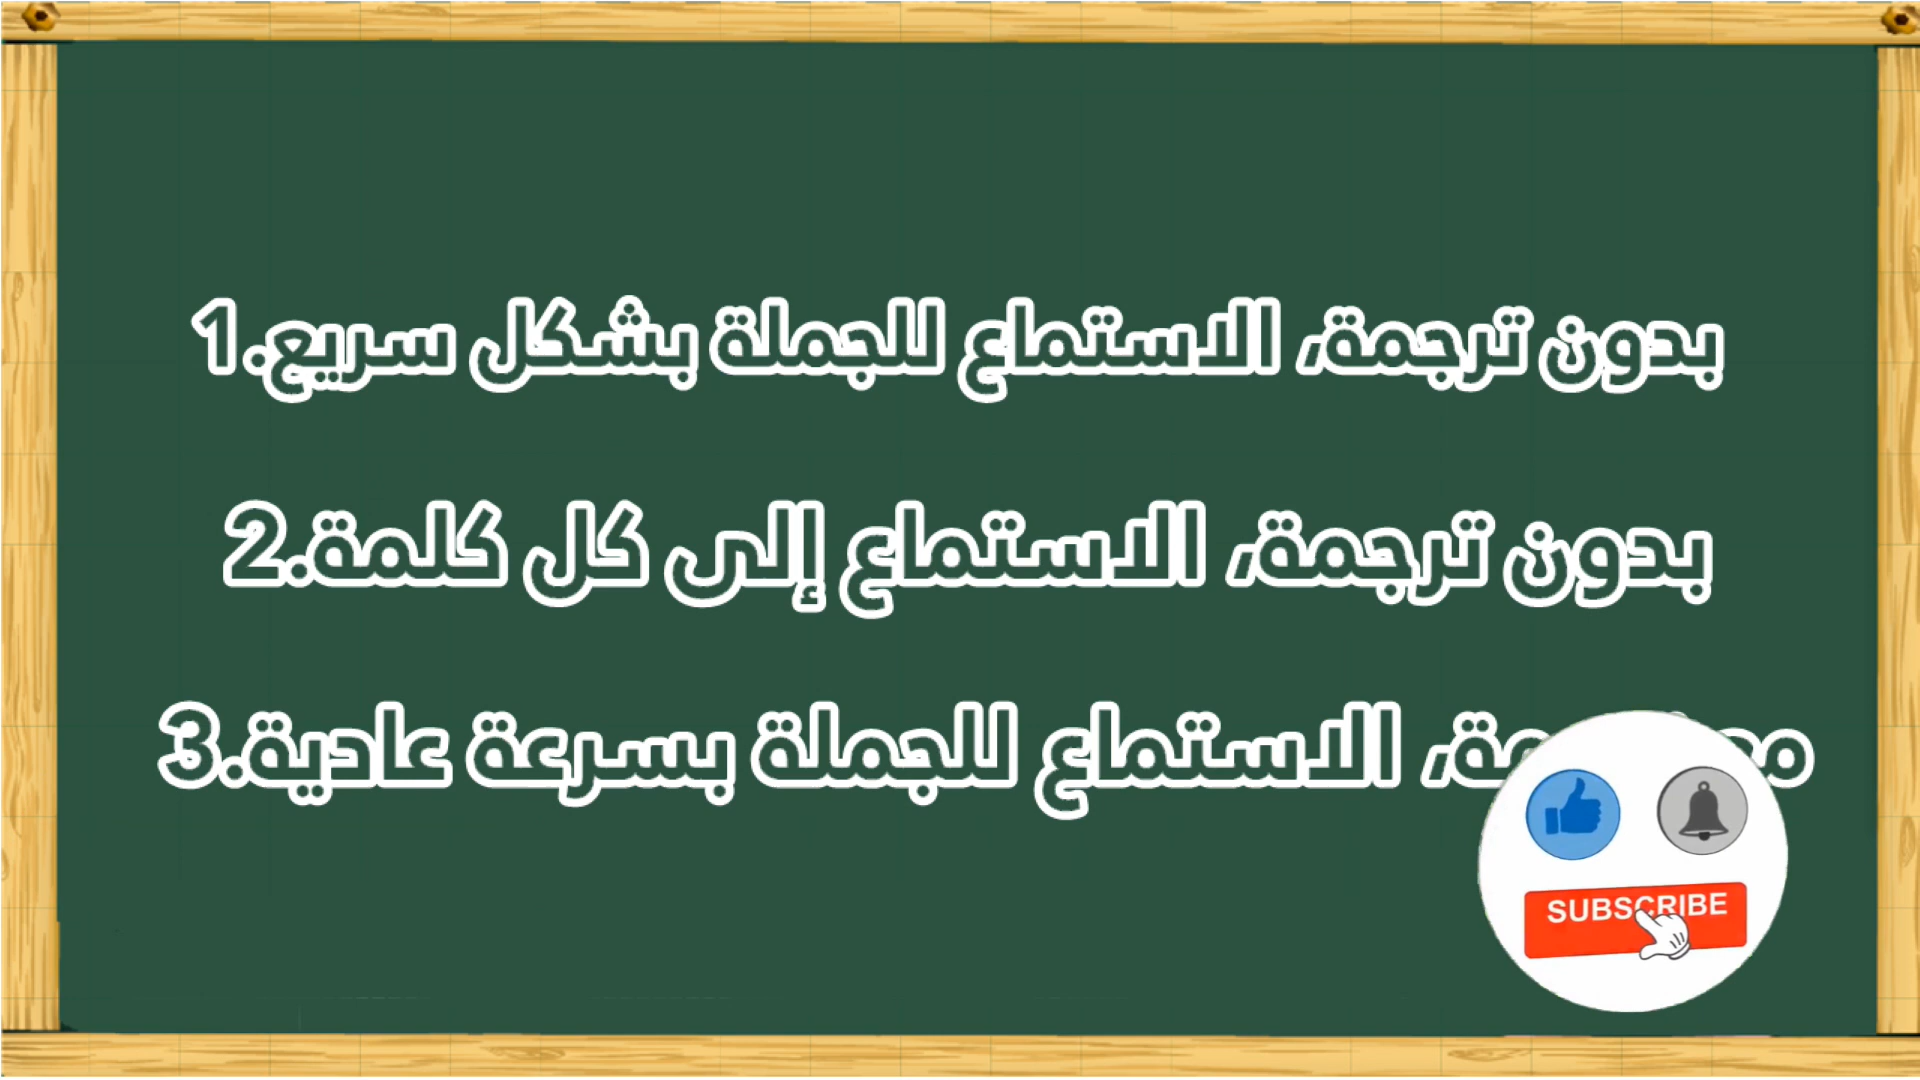 بدون ترجمة، الاستماع للجملة بشكل سريع.1
بدون ترجمة، الاستماع إلى كل كلمة.2
الاستماع للجملة بسرعة عادية.3
SUBSCRIBE